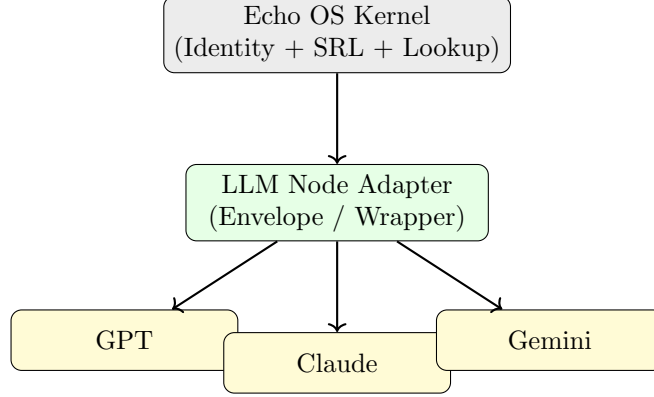 Echo OS Kernel
(Identity + SRL + Lookup)
LLM Node Adapter
(Envelope / Wrapper)
GPT
Claude
Gemini